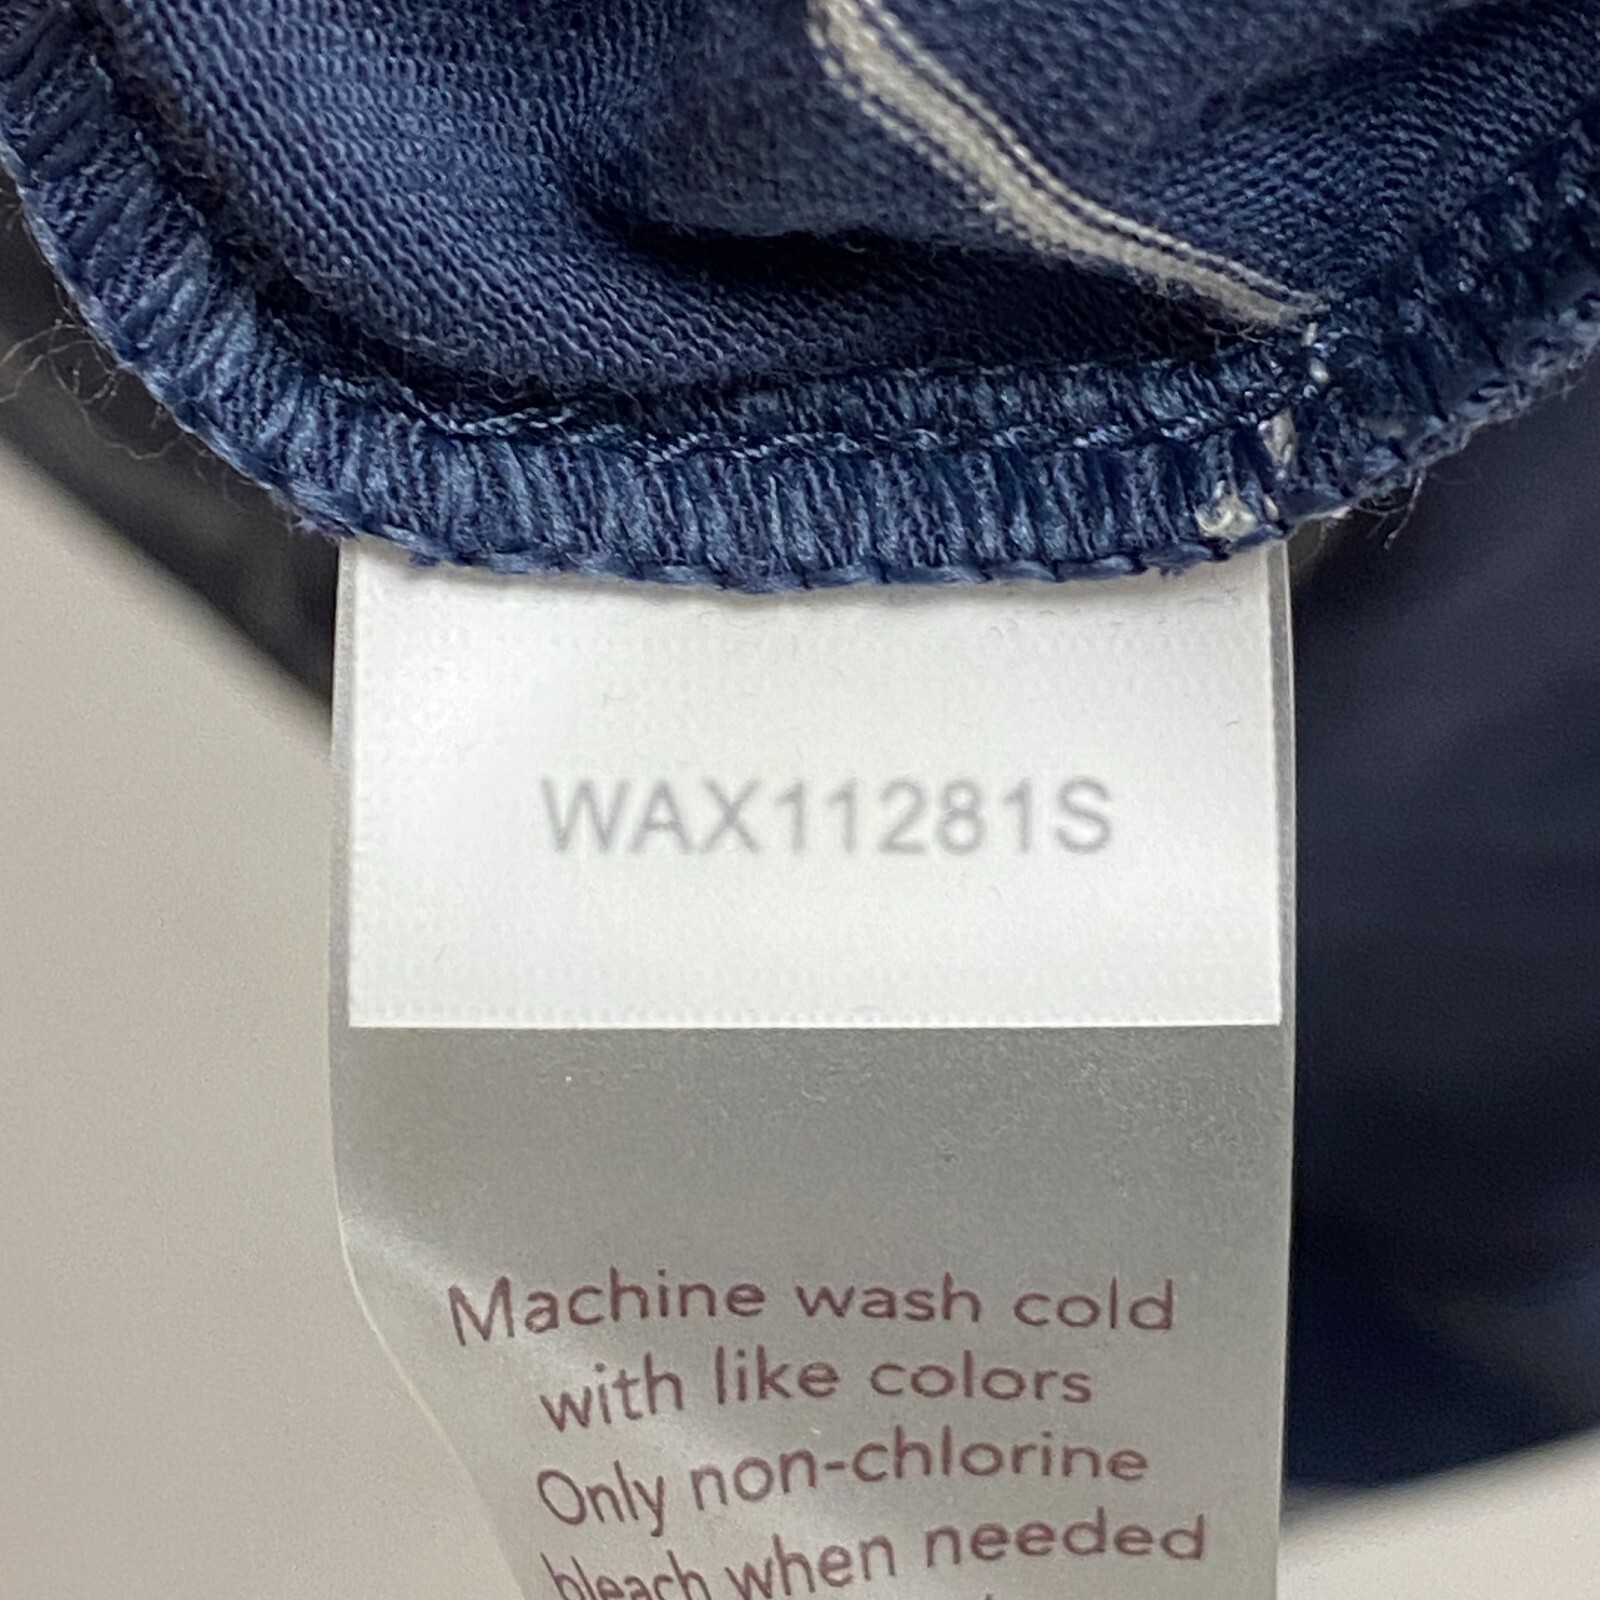 WAX11281S
Machine wash cold
with like colors
Only non-chlorine
bleach when needed